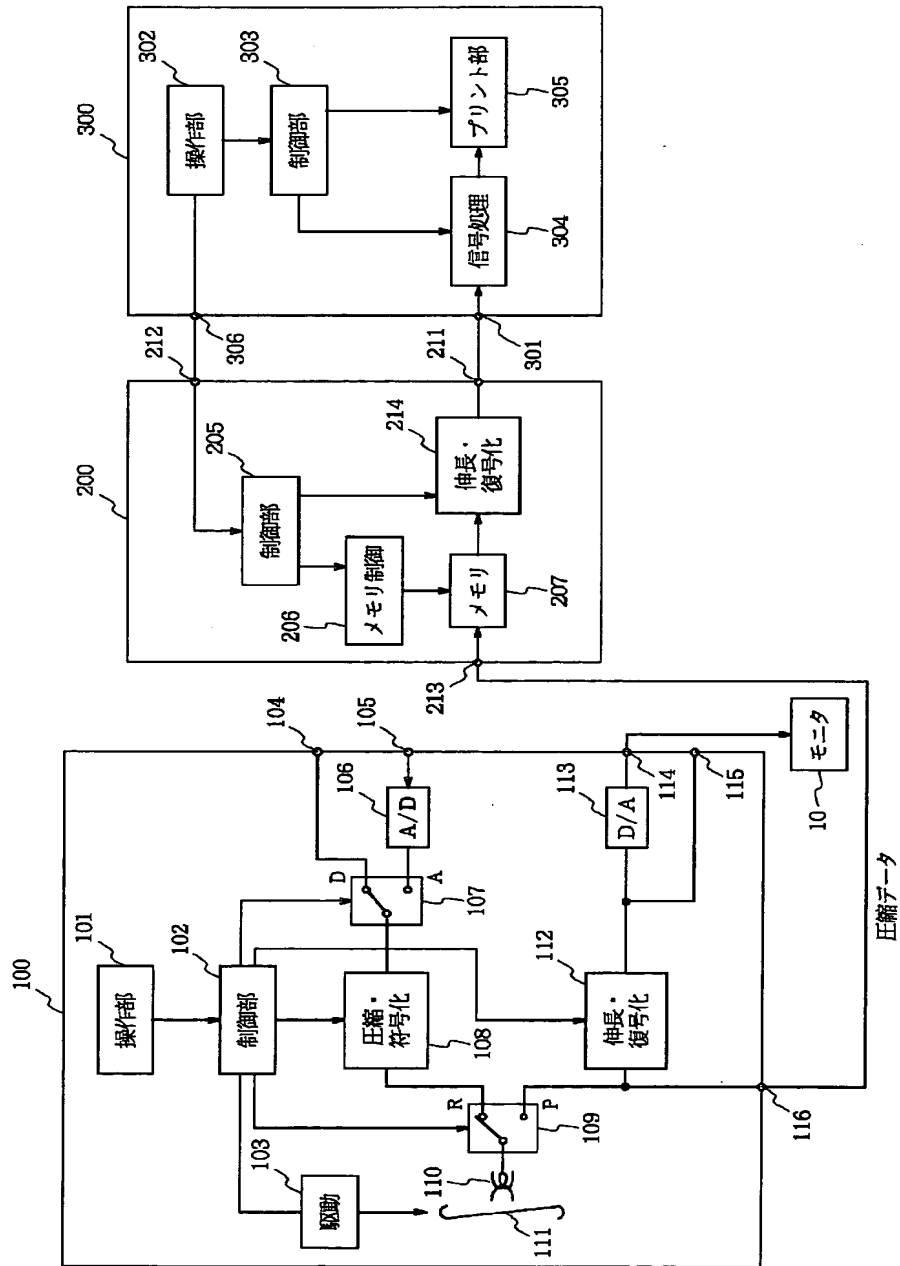 100
101
操作部
102
制御部
103
駆動
104
105
106
A/D
D
A
107
圧縮・
符号化
108
R
P
109
110
111
112
伸長・
復号化
113
D/A
114
115
116
10
モニタ
圧縮データ
200
205
制御部
206
メモリ制御
メモリ
207
伸長・
復号化
214
211
212
213
300
302
操作部
303
制御部
信号処理
304
プリント部
305
306
301